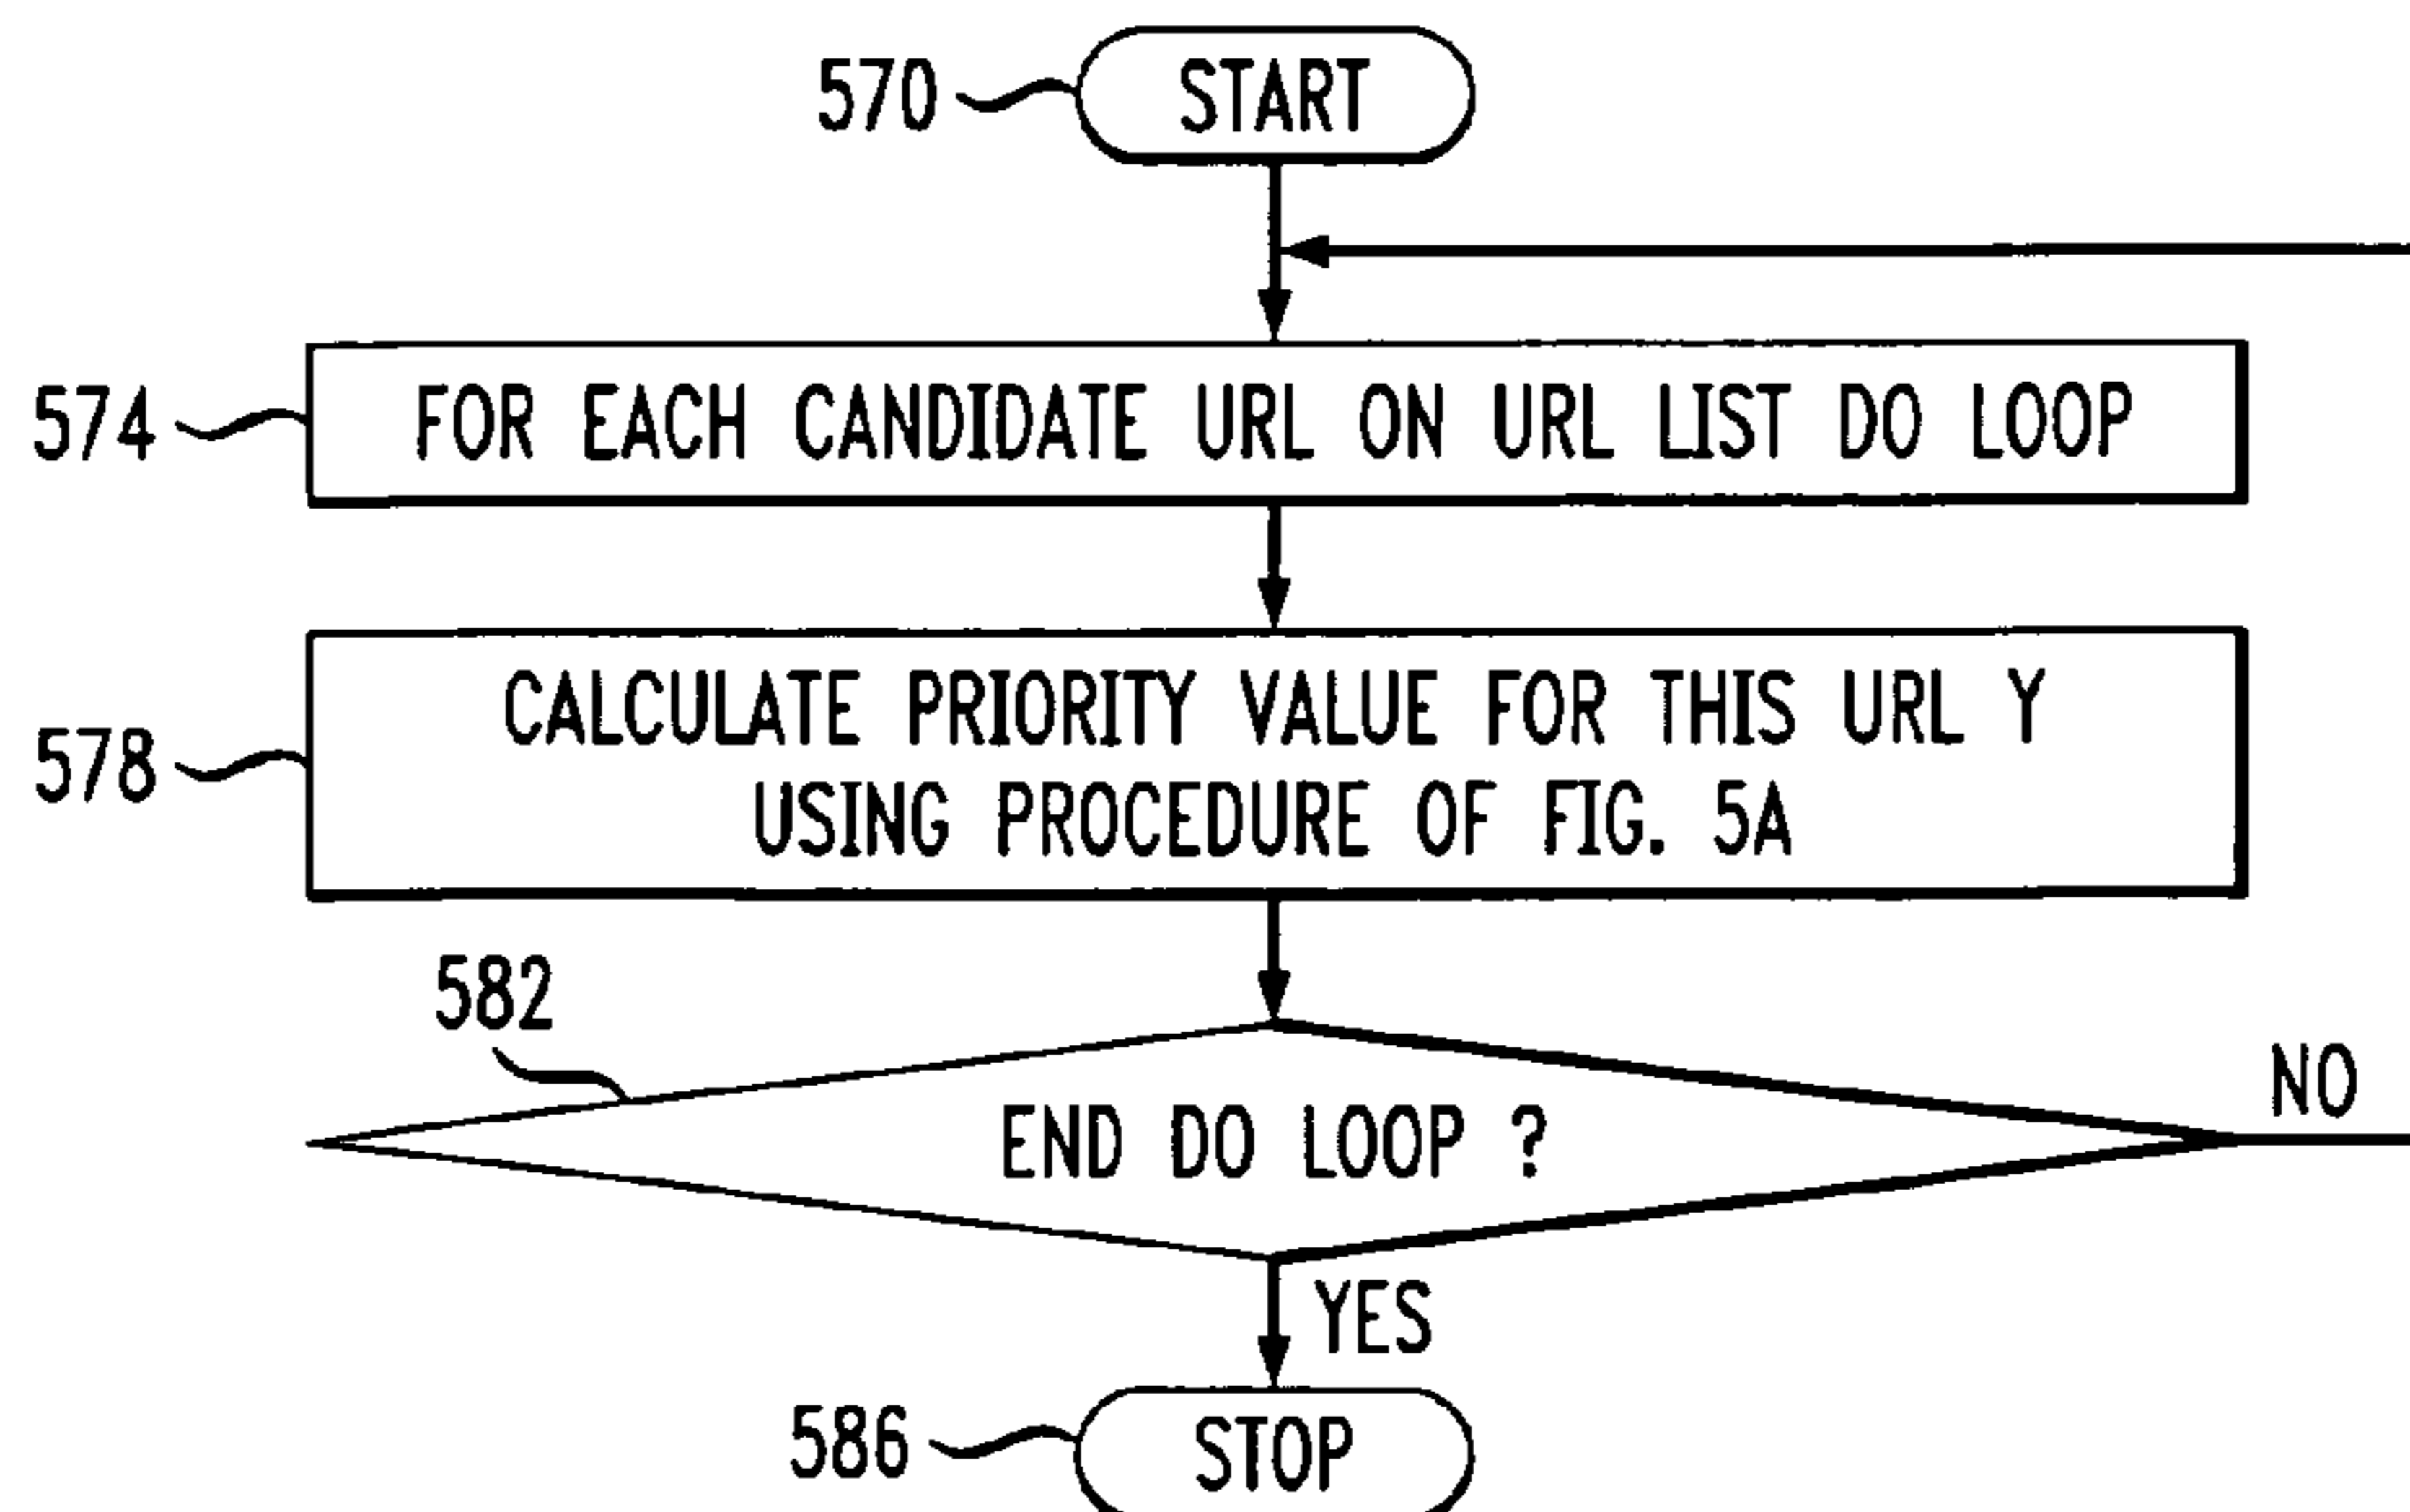 570
START
574
FOR EACH CANDIDATE URL ON URL LIST DO LOOP
578
CALCULATE PRIORITY VALUE FOR THIS URL Y
USING PROCEDURE OF FIG. 5A
582
END DO LOOP ?
NO
YES
586
STOP